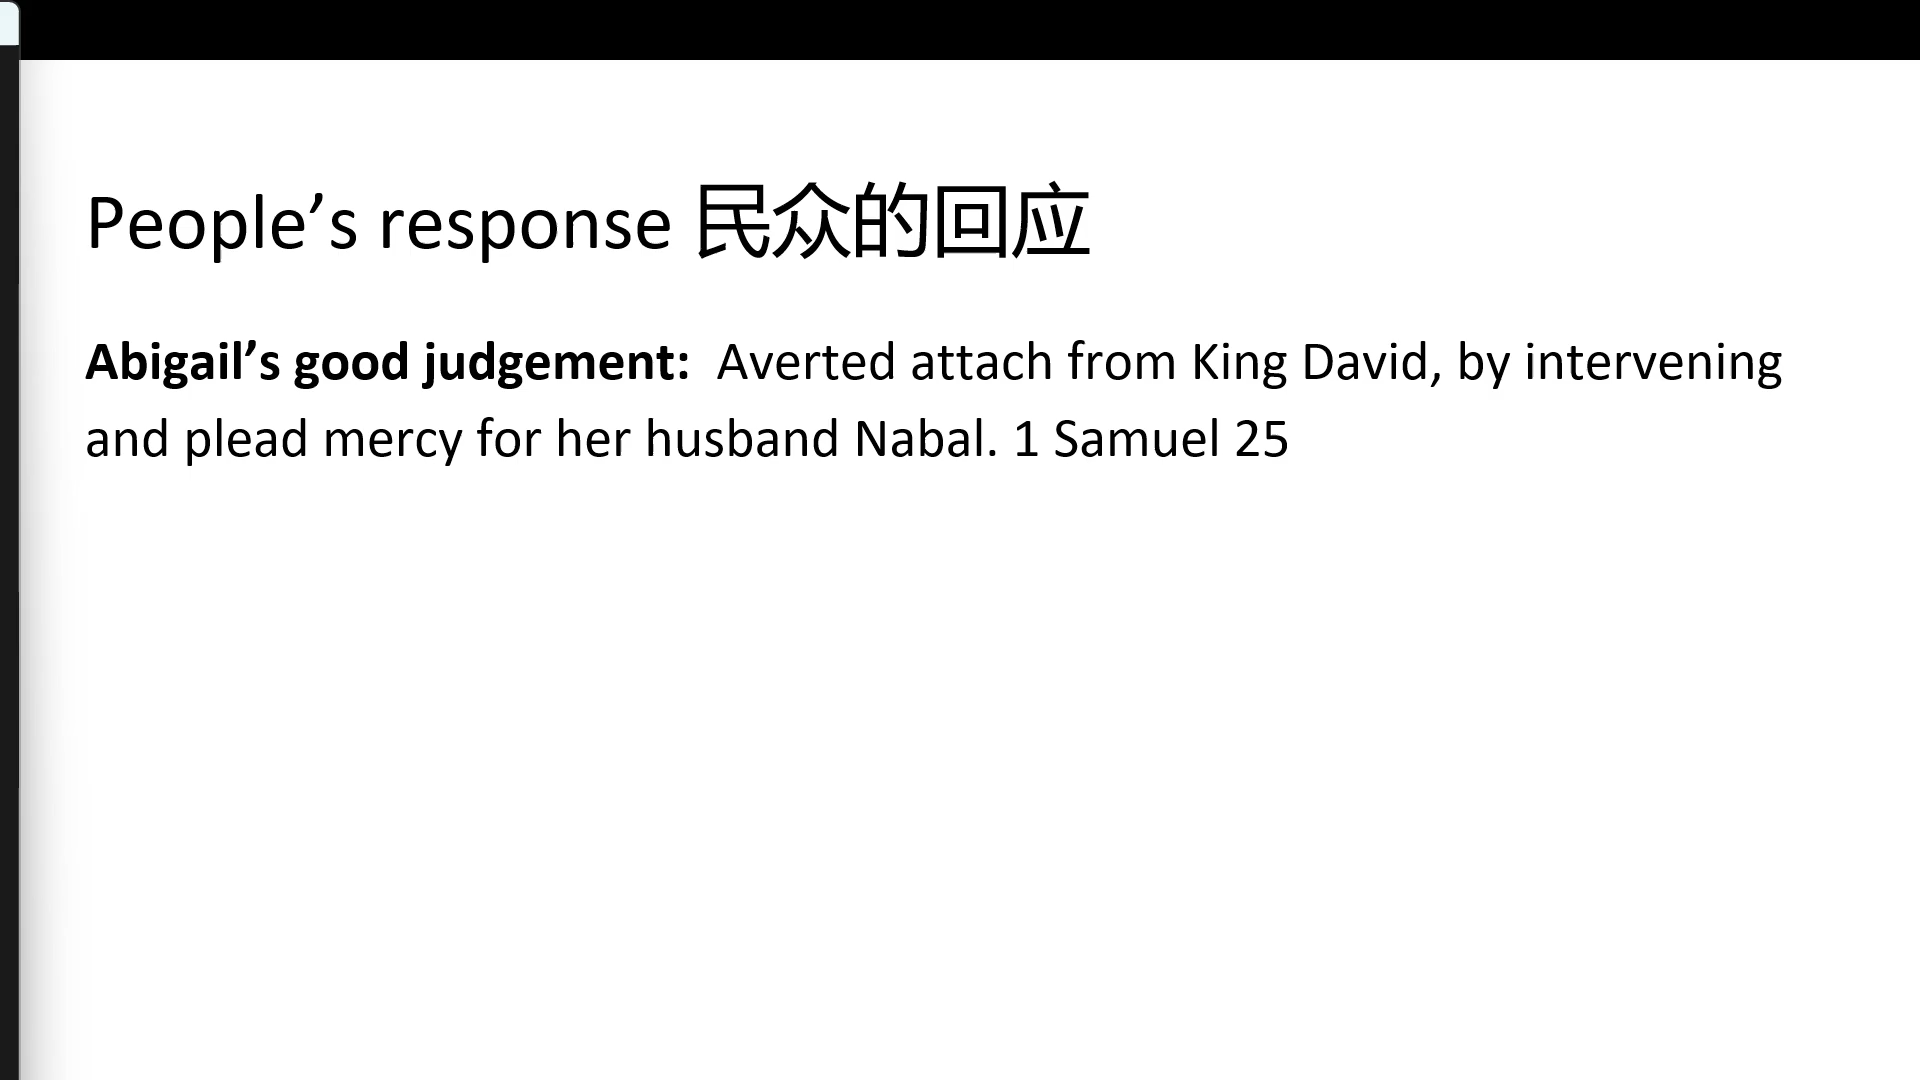 People’s response 民众的回应
Abigail’s good judgement:  Averted attach from King David, by intervening
and plead mercy for her husband Nabal. 1 Samuel 25